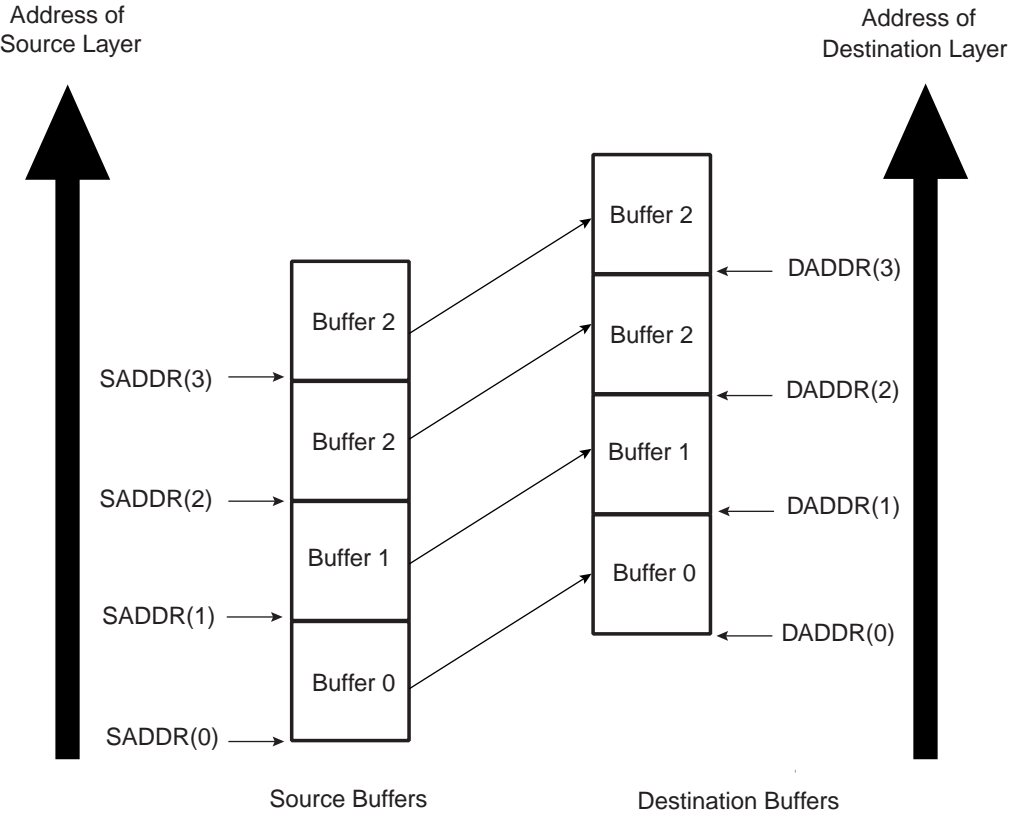 Address of
Source Layer
Address of
Destination Layer
Buffer 2
DADDR(3)
Buffer 2
Buffer 2
SADDR(3)
DADDR(2)
Buffer 2
Buffer 1
SADDR(2)
DADDR(1)
Buffer 1
Buffer 0
SADDR(1)
DADDR(0)
Buffer 0
SADDR(0)
Source Buffers
Destination Buffers